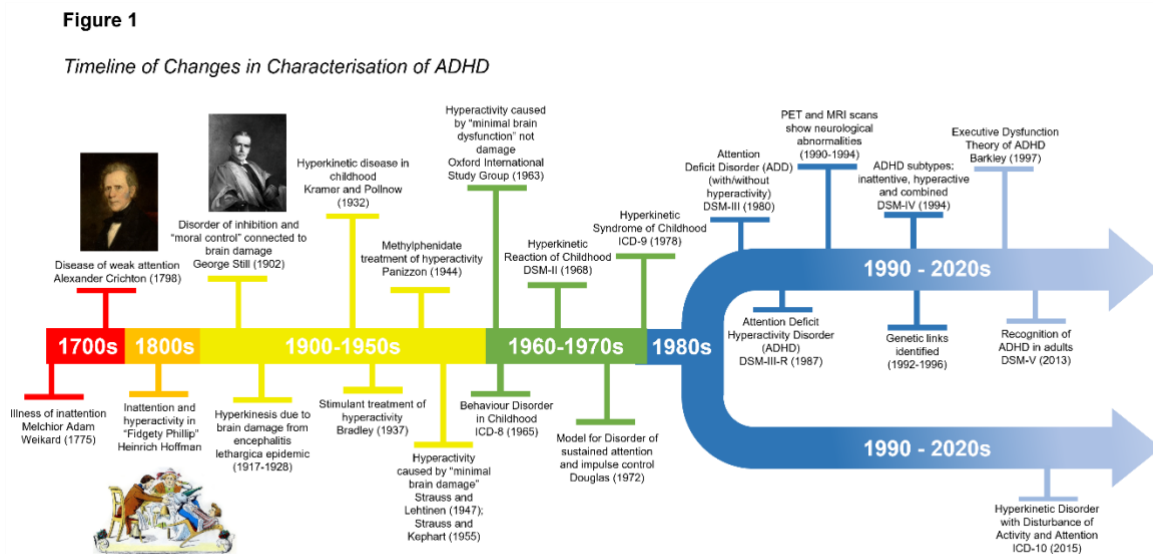 Figure 1
Timeline of Changes in Characterisation of ADHD
Disease of weak attention
Alexander Crichton (1798)
Disorder of inhibition and
"moral control" connected to
brain damage
George Still (1902)
Hyperkinetic disease in
childhood
Kramer and Pollnow
(1932)
Methylphenidate
treatment of hyperactivity
Panizzon (1944)
Hyperactivity caused
by "minimal brain
dysfunction" not
damage
Oxford International
Study Group (1963)
Hyperkinetic
Reaction of Childhood
DSM-II (1968)
Hyperkinetic
Syndrome of Childhood
ICD-9 (1978)
Attention
Deficit Disorder (ADD)
(with/without
hyperactivity)
DSM-III (1980)
PET and MRI scans
show neurological
abnormalities
(1990-1994)
ADHD subtypes;
inattentive, hyperactive
and combined
DSM-IV (1994)
Executive Dysfunction
Theory of ADHD
Barkley (1997)
1700s
1800s
1900-1950s
1960-1970s
1980s
1990 - 2020s
Illness of inattention
Melchior Adam
Weikard (1775)
Inattention and
hyperactivity in
"Fidgety Phillip"
Heinrich Hoffman
Hyperkinesis due to
brain damage from
encephalitis
lethargica epidemic
(1917-1928)
Stimulant treatment of
hyperactivity
Bradley (1937)
Hyperactivity
caused by "minimal
brain damage"
Strauss and
Lehtinen (1947);
Strauss and
Kephart (1955)
Behaviour Disorder
in Childhood
ICD-8 (1965)
Model for Disorder of
sustained attention
and impulse control
Douglas (1972)
Attention Deficit
Hyperactivity Disorder
(ADHD)
DSM-III-R (1987)
Genetic links
identified
(1992-1996)
Recognition of
ADHD in adults
DSM-V (2013)
1990 - 2020s
Hyperkinetic Disorder
with Disturbance of
Activity and Attention
ICD-10 (2015)